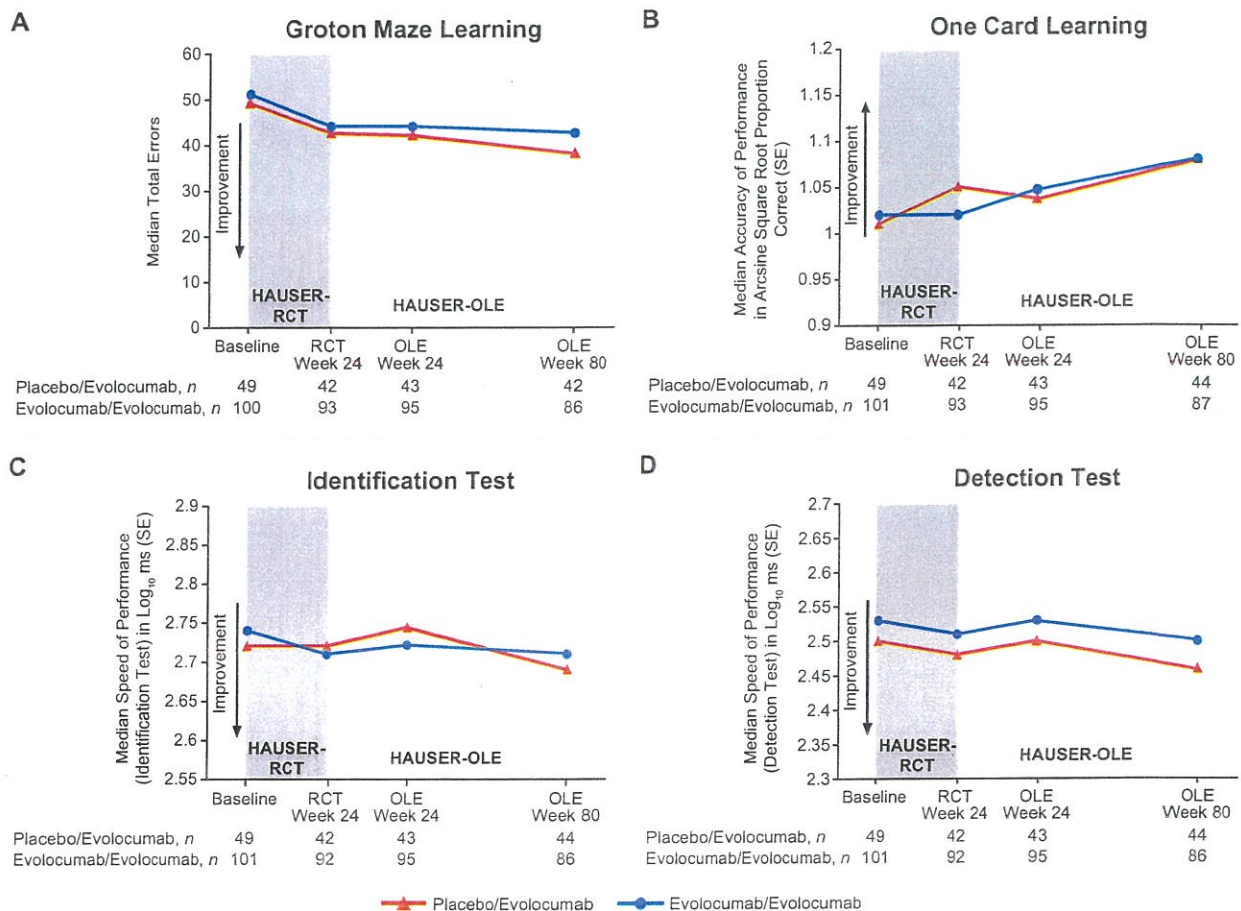 A
Groton Maze Learning
Median Total Errors
60
50
40
30
20
10
0
Improvement
HAUSER-
RCT
HAUSER-OLE
Baseline
RCT
Week 24
OLE
Week 24
OLE
Week 80
Placebo/Evolocumab, n 49 42 43 42
Evolocumab/Evolocumab, n 100 93 95 86
B
One Card Learning
Median Accuracy of Performance
in Arcsine Square Root Proportion
Correct (SE)
1.2
1.15
1.1
1.05
1
0.95
0.9
Improvement
HAUSER-
RCT
HAUSER-OLE
Baseline
RCT
Week 24
OLE
Week 24
OLE
Week 80
Placebo/Evolocumab, n 49 42 43 44
Evolocumab/Evolocumab, n 101 93 95 87
C
Identification Test
Median Speed of Performance
(Identification Test) in Log₁₀ ms (SE)
2.9
2.85
2.8
2.75
2.7
2.65
2.6
2.55
Improvement
HAUSER-
RCT
HAUSER-OLE
Baseline
RCT
Week 24
OLE
Week 24
OLE
Week 80
Placebo/Evolocumab, n 49 42 43 44
Evolocumab/Evolocumab, n 101 92 95 86
D
Detection Test
Median Speed of Performance
(Detection Test) in Log₁₀ ms (SE)
2.7
2.6
2.55
2.5
2.45
2.4
2.35
2.3
Improvement
HAUSER-
RCT
HAUSER-OLE
Baseline
RCT
Week 24
OLE
Week 24
OLE
Week 80
Placebo/Evolocumab, n 49 42 43 44
Evolocumab/Evolocumab, n 101 92 95 86
Placebo/Evolocumab Evolocumab/Evolocumab